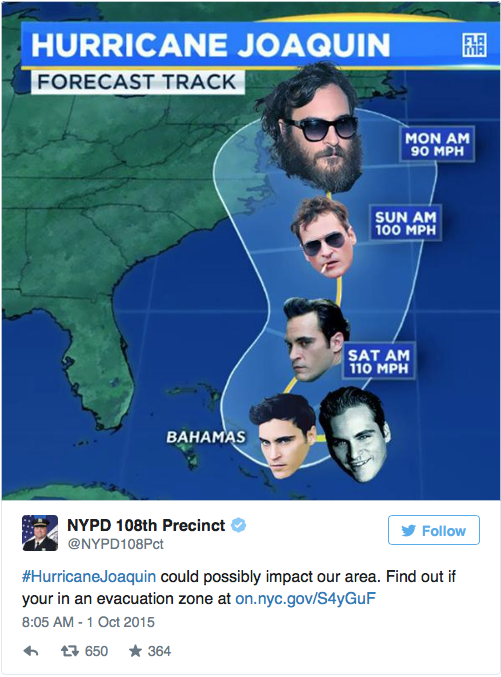 HURRICANE JOAQUIN
FLA
MA
FORECAST TRACK
MON AM
90 MPH
SUN AM
100 MPH
SAT AM
110 MPH
BAHAMAS
NYPD 108th Precinct
@NYPD108Pct
Follow
#HurricaneJoaquin could possibly impact our area. Find out if
your in an evacuation zone at on.nyc.gov/S4yGuF
8:05 AM - 1 Oct 2015
650 364